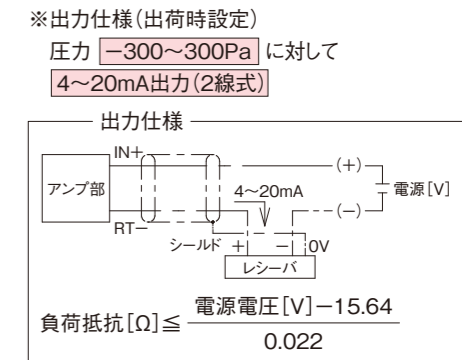 ※出力仕様(出荷時設定)
圧力 −300〜300Pa に対して
4〜20mA出力(2線式)
出力仕様
IN+
(+)
アンプ部
4〜20mA
電源[V]
(−)
RT−
シールド
+
−
0V
レシーバ
負荷抵抗[Ω]≦ 電源電圧[V]−15.64
0.022